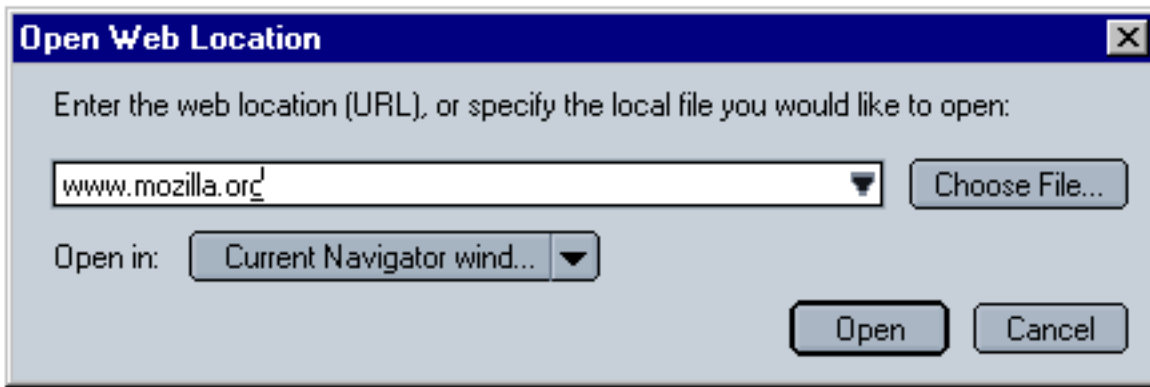 Open Web Location
Enter the web location (URL), or specify the local file you would like to open:
www.mozilla.org
Choose File...
Open in:
Current Navigator wind...
Open
Cancel